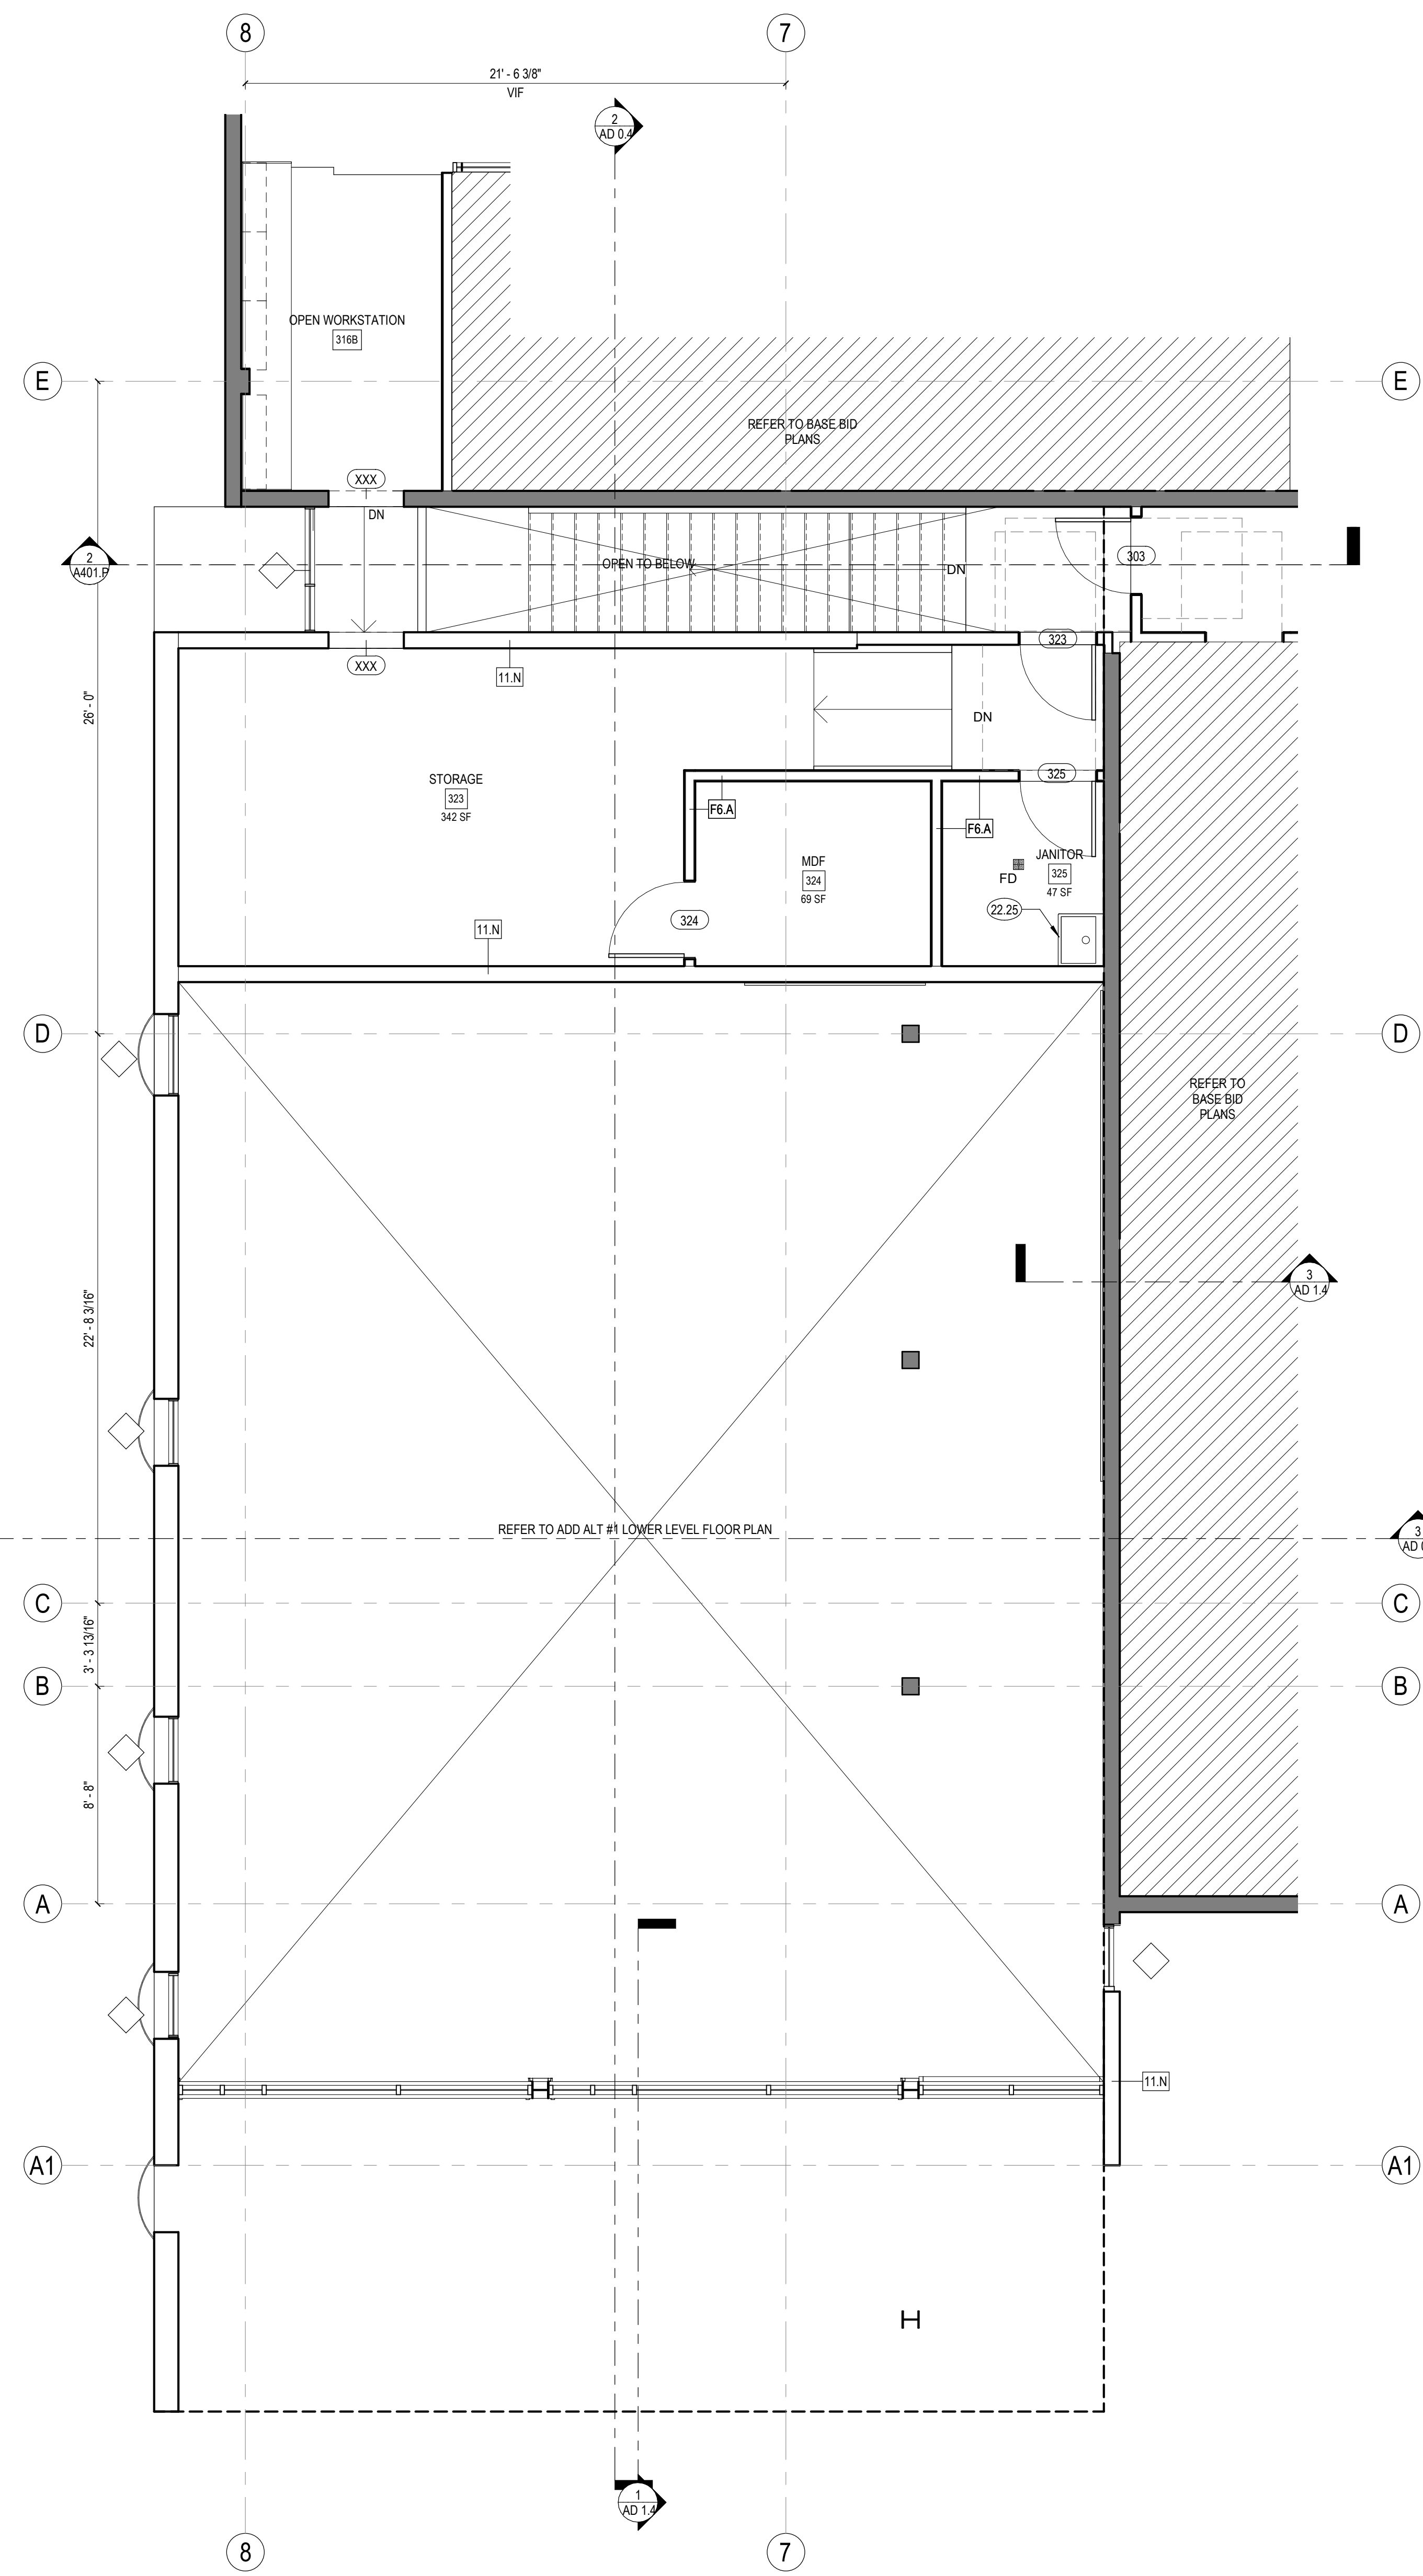 8
7
21' - 6 3/8"
VIF
2
AD 0.4
OPEN WORKSTATION
316B
E
E
REFER TO BASE BID
PLANS
XXX
DN
2
A401.P
OPEN TO BELOW
DN
303
323
XXX
11.N
26' - 0"
DN
STORAGE
323
342 SF
325
F6.A
F6.A
MDF
324
69 SF
JANITOR
325
47 SF
FD
22.25
324
11.N
D
D
REFER TO
BASE BID
PLANS
22' - 8 3/16"
3
AD 1.4
REFER TO ADD ALT #1 LOWER LEVEL FLOOR PLAN
3
AD
C
C
3' - 3 13/16"
B
B
8' - 8"
A
A
11.N
A1
A1
1
AD 1.4
8
7